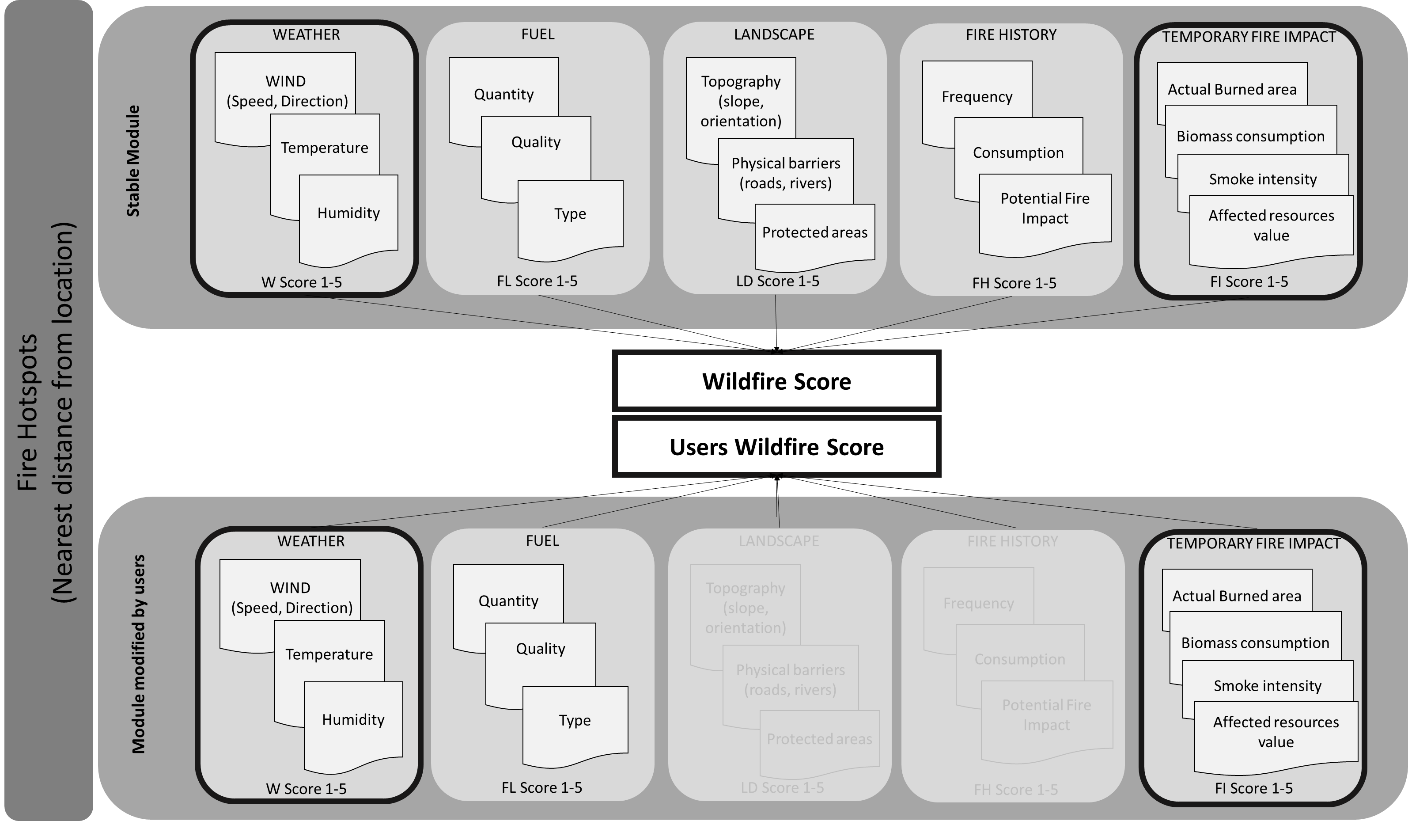 Fire Hotspots
(Nearest distance from location)
Stable Module
WEATHER
WIND
(Speed, Direction)
Temperature
Humidity
W Score 1-5
FUEL
Quantity
Quality
Type
FL Score 1-5
LANDSCAPE
Topography
(slope,
orientation)
Physical barriers
(roads, rivers)
Protected areas
LD Score 1-5
FIRE HISTORY
Frequency
Consumption
Potential Fire
Impact
FH Score 1-5
TEMPORARY FIRE IMPACT
Actual Burned area
Biomass consumption
Smoke intensity
Affected resources
value
FI Score 1-5
Wildfire Score
Users Wildfire Score
Module modified by users
WEATHER
WIND
(Speed, Direction)
Temperature
Humidity
W Score 1-5
FUEL
Quantity
Quality
Type
FL Score 1-5
LANDSCAPE
Topography
(slope,
orientation)
Physical barriers
(roads, rivers)
Protected areas
LD Score 1-5
FIRE HISTORY
Frequency
Consumption
Potential Fire
Impact
FH Score 1-5
TEMPORARY FIRE IMPACT
Actual Burned area
Biomass consumption
Smoke intensity
Affected resources
value
FI Score 1-5